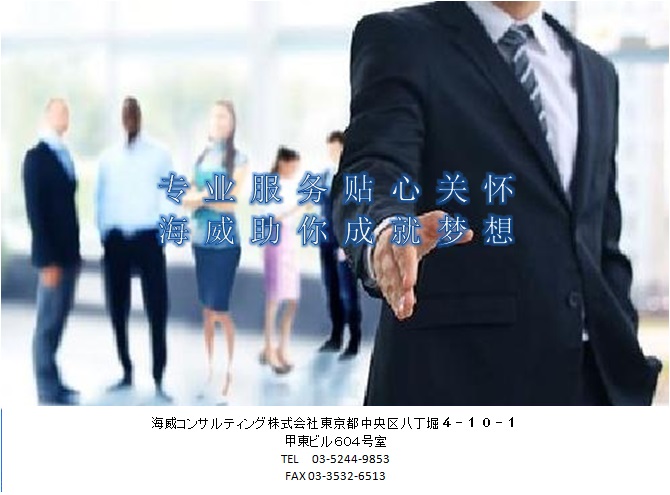 专业服务贴心关怀
海威助你成就梦想
海威コンサルティング株式会社東京都中央区八丁堀４－１０－１
甲東ビル６０４号室
TEL　03-5244-9853
FAX 03-3532-6513